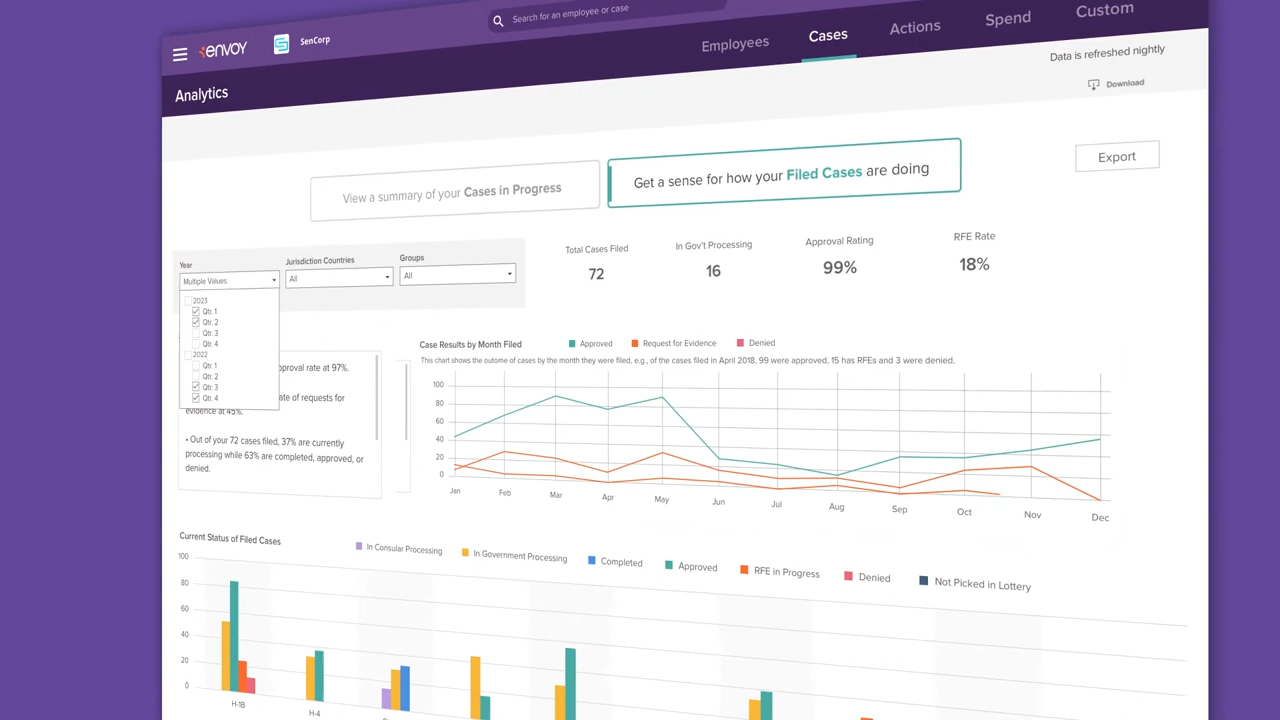 Search for an employee or case
envoy
SenCorp
Employees
Cases
Actions
Spend
Custom
Analytics
Data is refreshed nightly
Download
View a summary of your Cases in Progress
Get a sense for how your Filed Cases are doing
Export
Year
Jurisdiction Countries
Groups
Multiple Values
All
All
Total Cases Filed
In Gov't Processing
Approval Rating
RFE Rate
72
16
99%
18%
2023
Qtr. 1
Qtr. 2
Qtr. 3
Qtr. 4
2022
Qtr. 1
Qtr. 2
Qtr. 3
Qtr. 4
pproval rate at 97%.
ate of requests for
evidence at 45%.
• Out of your 72 cases filed, 37% are currently
processing while 63% are completed, approved, or
denied.
Case Results by Month Filed
Approved
Request for Evidence
Denied
This chart shows the outome of cases by the month they were filed, e.g., of the cases filed in April 2018, 99 were approved, 15 has RFEs and 3 were denied.
100
80
60
40
20
0
Jan Feb Mar Apr May Jun Jul Aug Sep Oct Nov Dec
Current Status of Filed Cases
In Consular Processing
In Government Processing
Completed
Approved
RFE in Progress
Denied
Not Picked in Lottery
100
80
60
40
20
0
H-1B
H-4